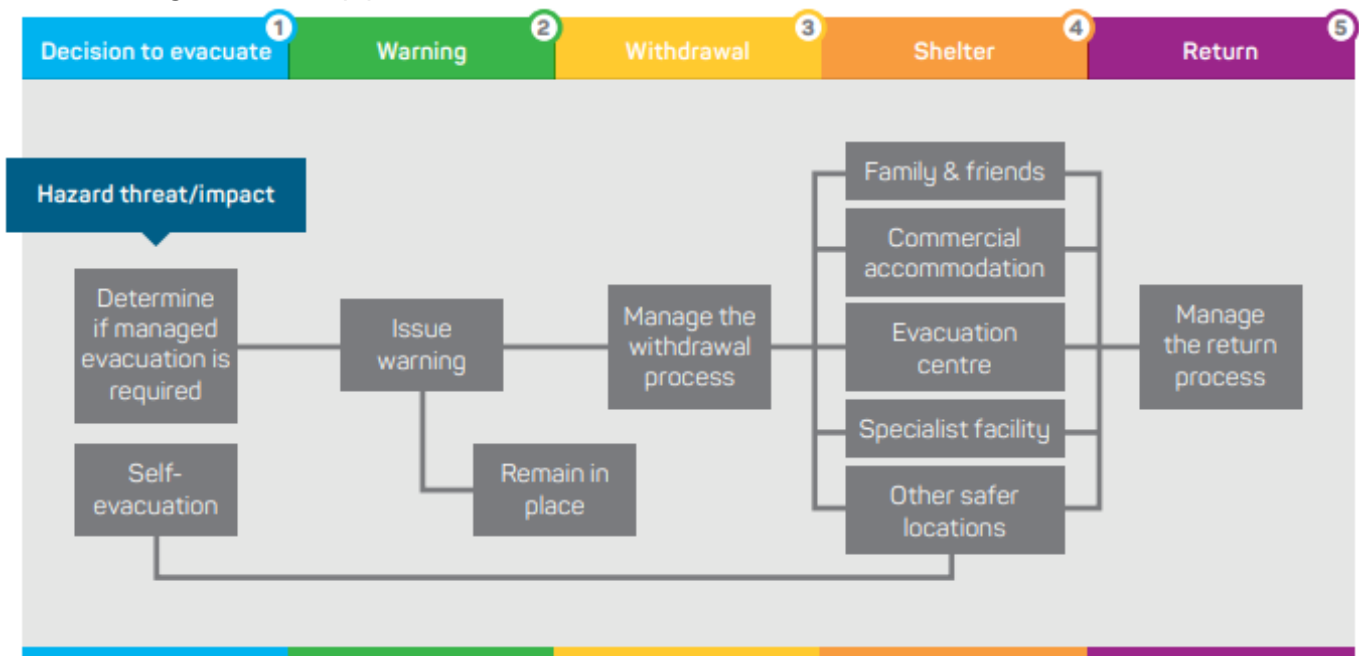 Decision to evacuate
1
Warning
2
Withdrawal
3
Shelter
4
Return
5
Hazard threat/impact
Determine
if managed
evacuation is
required
Self-
evacuation
Issue
warning
Remain in
place
Manage the
withdrawal
process
Family & friends
Commercial
accommodation
Evacuation
centre
Specialist facility
Other safer
locations
Manage
the return
process